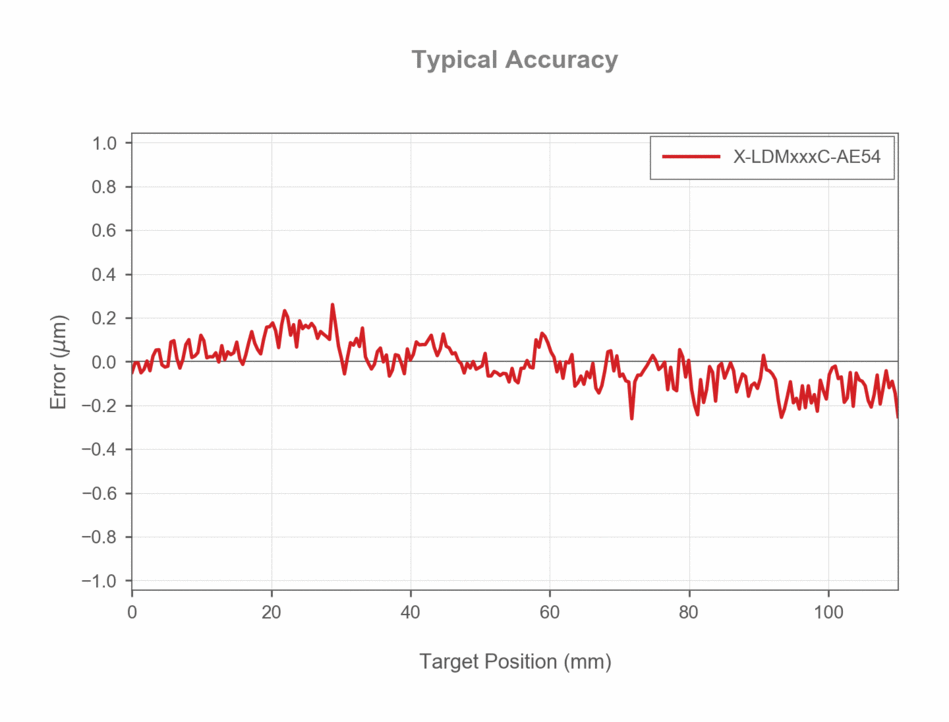 Typical Accuracy
X-LDMxxxC-AE54
1.0
0.8
0.6
0.4
0.2
0.0
−0.2
−0.4
−0.6
−0.8
−1.0
Error (μm)
0 20 40 60 80 100
Target Position (mm)